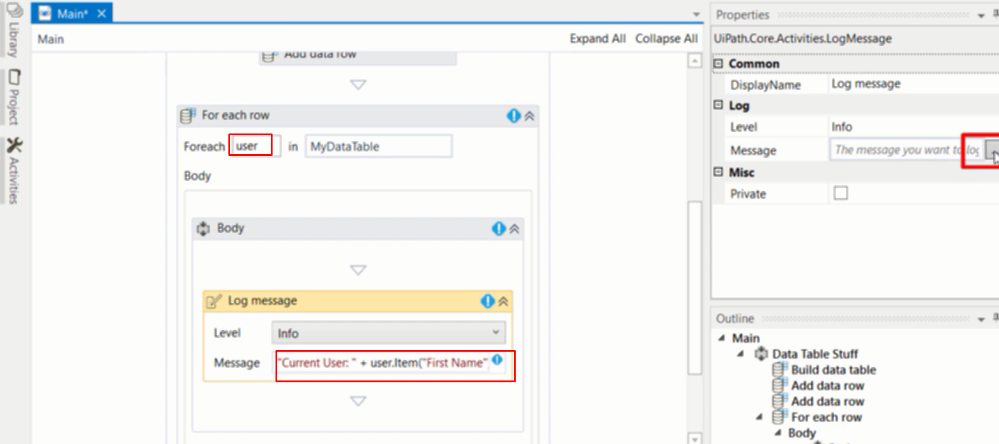 Library
Project
Activities
Main*
Main
Expand All
Collapse All
Add data row
For each row
Foreach
user
in
MyDataTable
Body
Body
Log message
Level
Info
Message
"Current User: " + user.Item("First Name"
Properties
UiPath.Core.Activities.LogMessage
Common
DisplayName
Log message
Log
Level
Info
Message
The message you want to log
Misc
Private
Outline
Main
Data Table Stuff
Build data table
Add data row
Add data row
For each row
Body